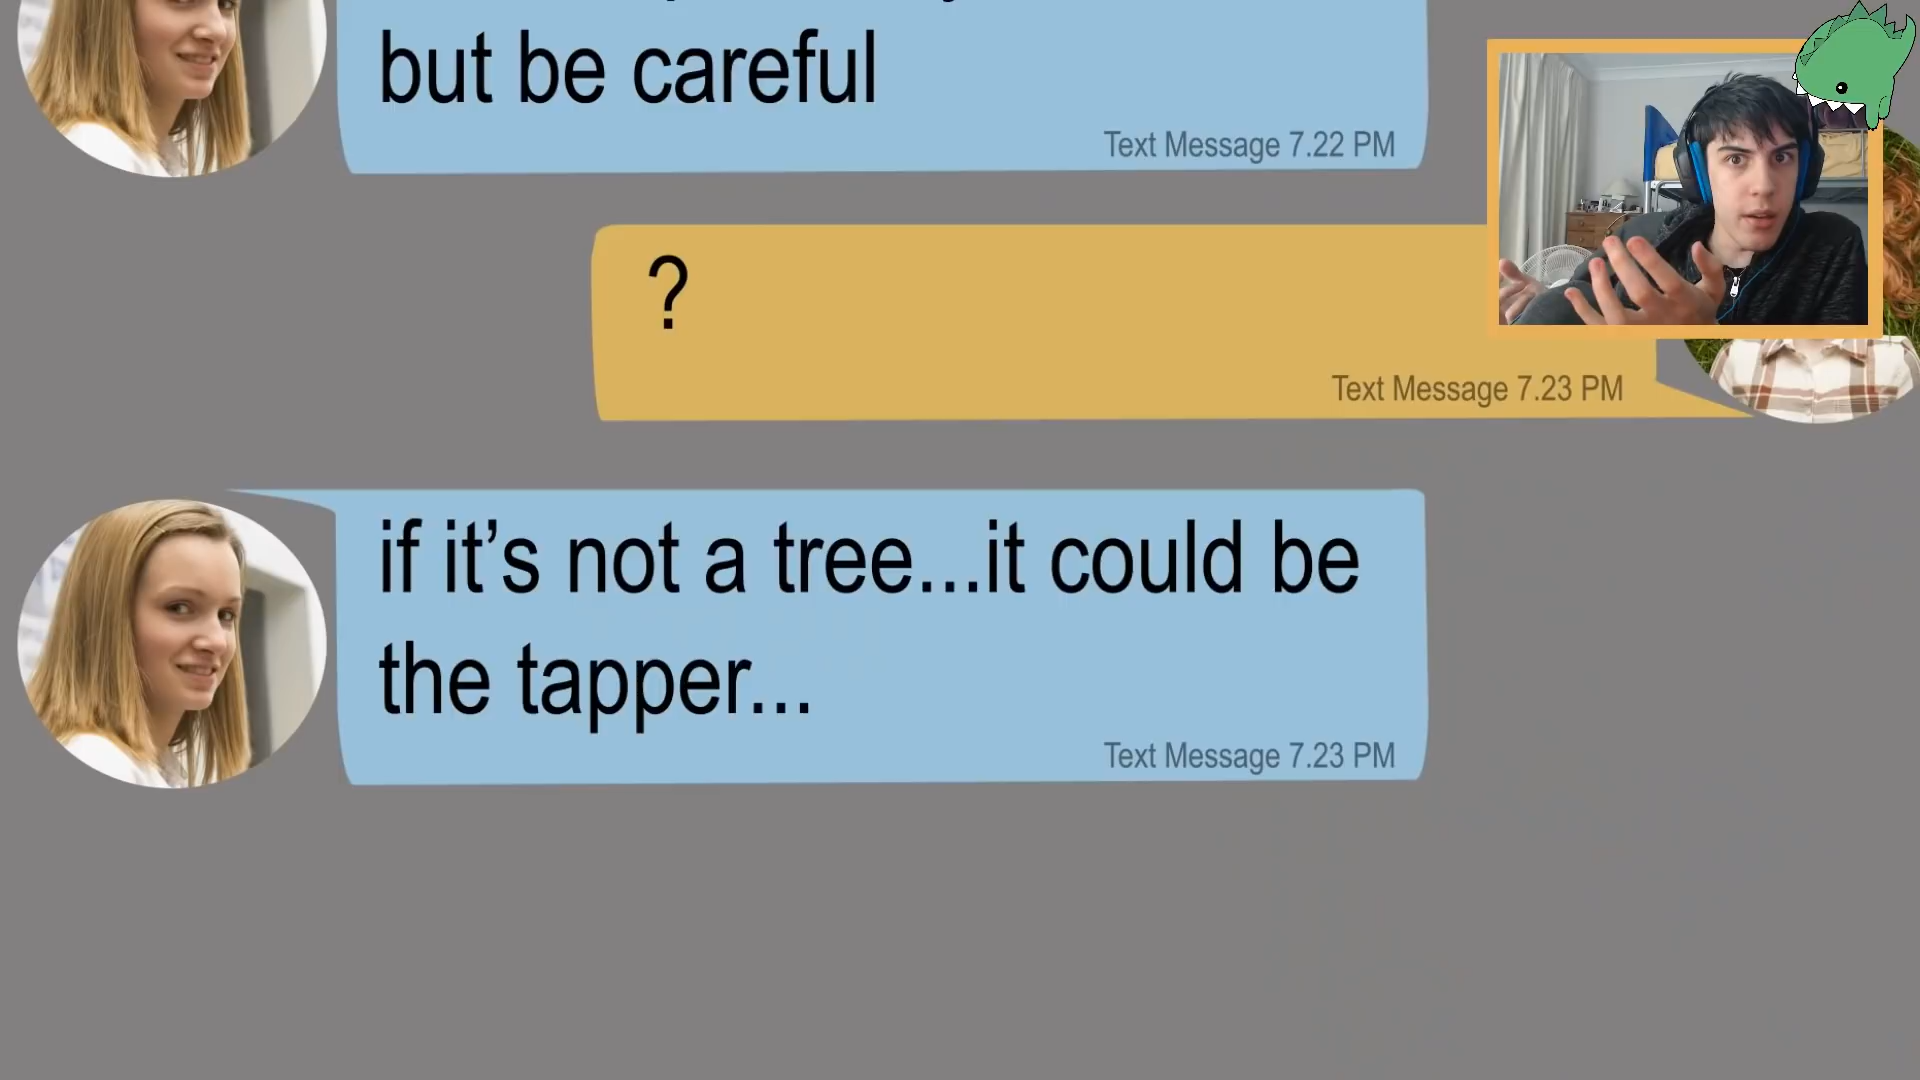 but be careful
Text Message 7.22 PM
?
Text Message 7.23 PM
if it’s not a tree...it could be
the tapper...
Text Message 7.23 PM